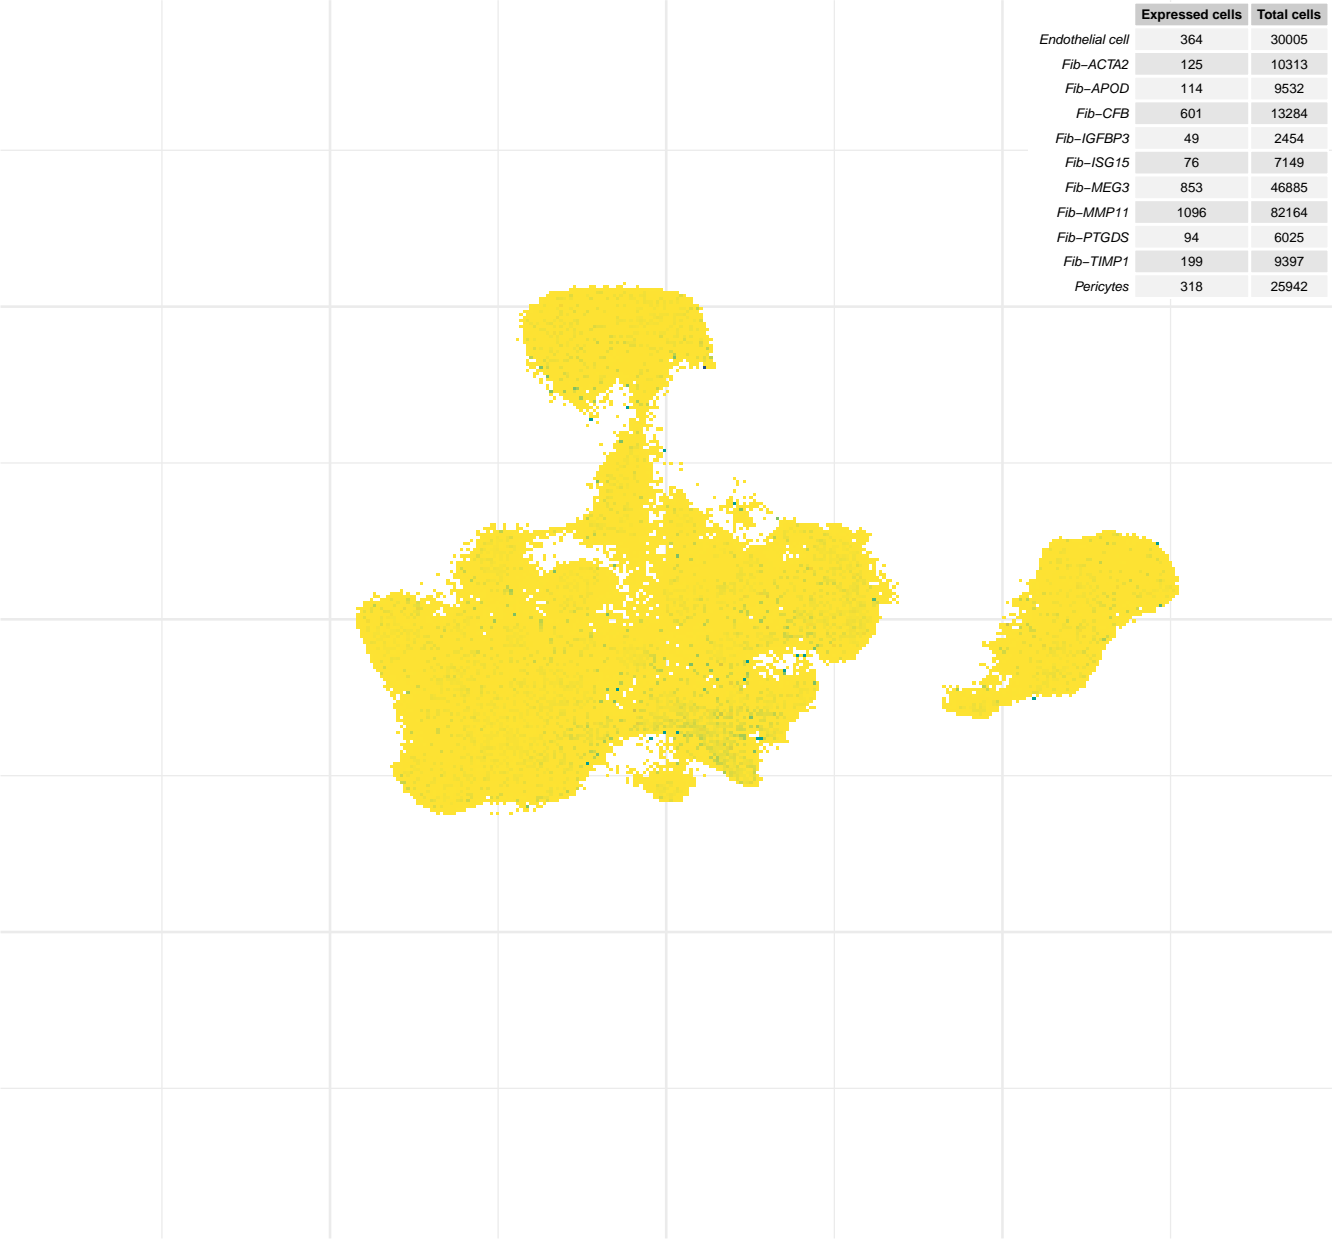 Expressed cells Total cells
Endothelial cell 364 30005
Fib−ACTA2 125 10313
Fib−APOD 114 9532
Fib−CFB 601 13284
Fib−IGFBP3 49 2454
Fib−ISG15 76 7149
Fib−MEG3 853 46885
Fib−MMP11 1096 82164
Fib−PTGDS 94 6025
Fib−TIMP1 199 9397
Pericytes 318 25942